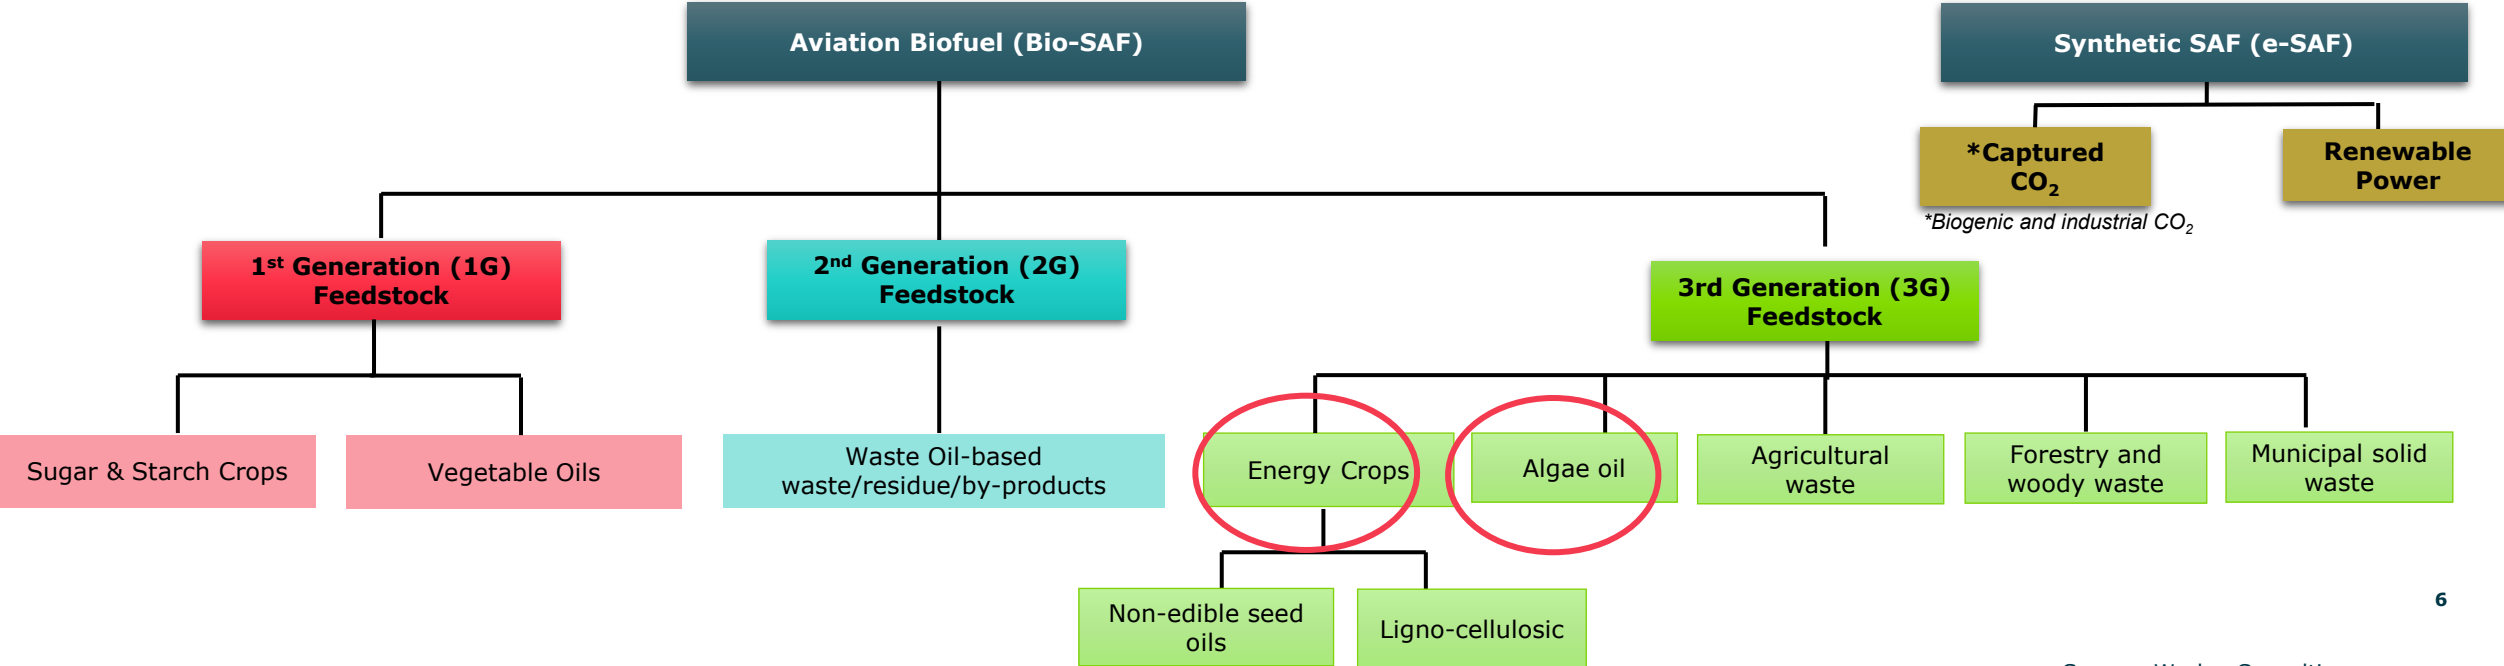 Aviation Biofuel (Bio-SAF)
Synthetic SAF (e-SAF)
*Captured
CO2
Renewable
Power
*Biogenic and industrial CO2
1st Generation (1G)
Feedstock
2nd Generation (2G)
Feedstock
3rd Generation (3G)
Feedstock
Sugar & Starch Crops
Vegetable Oils
Waste Oil-based
waste/residue/by-products
Energy Crops
Algae oil
Agricultural
waste
Forestry and
woody waste
Municipal solid
waste
Non-edible seed
oils
Ligno-cellulosic
6